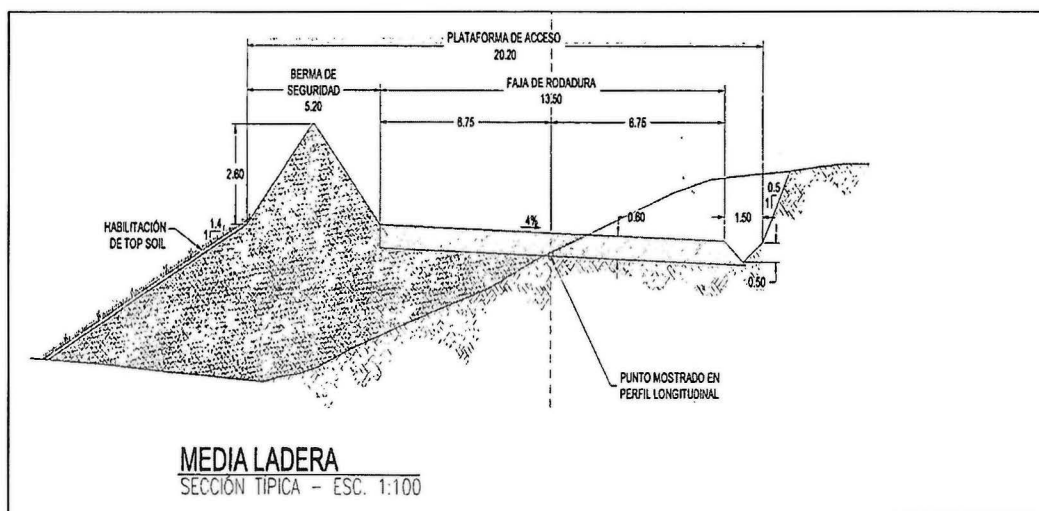 PLATAFORMA DE ACCESO
20.20
BERMA DE
SEGURIDAD
5.20
FAJA DE RODADURA
13.50
6.75
6.75
2.60
HABILITACIÓN
DE TOP SOIL
1.4
1
4%
0.60
1.50
0.5
1
0.50
PUNTO MOSTRADO EN
PERFIL LONGITUDINAL
MEDIA LADERA
SECCIÓN TÍPICA - ESC. 1:100